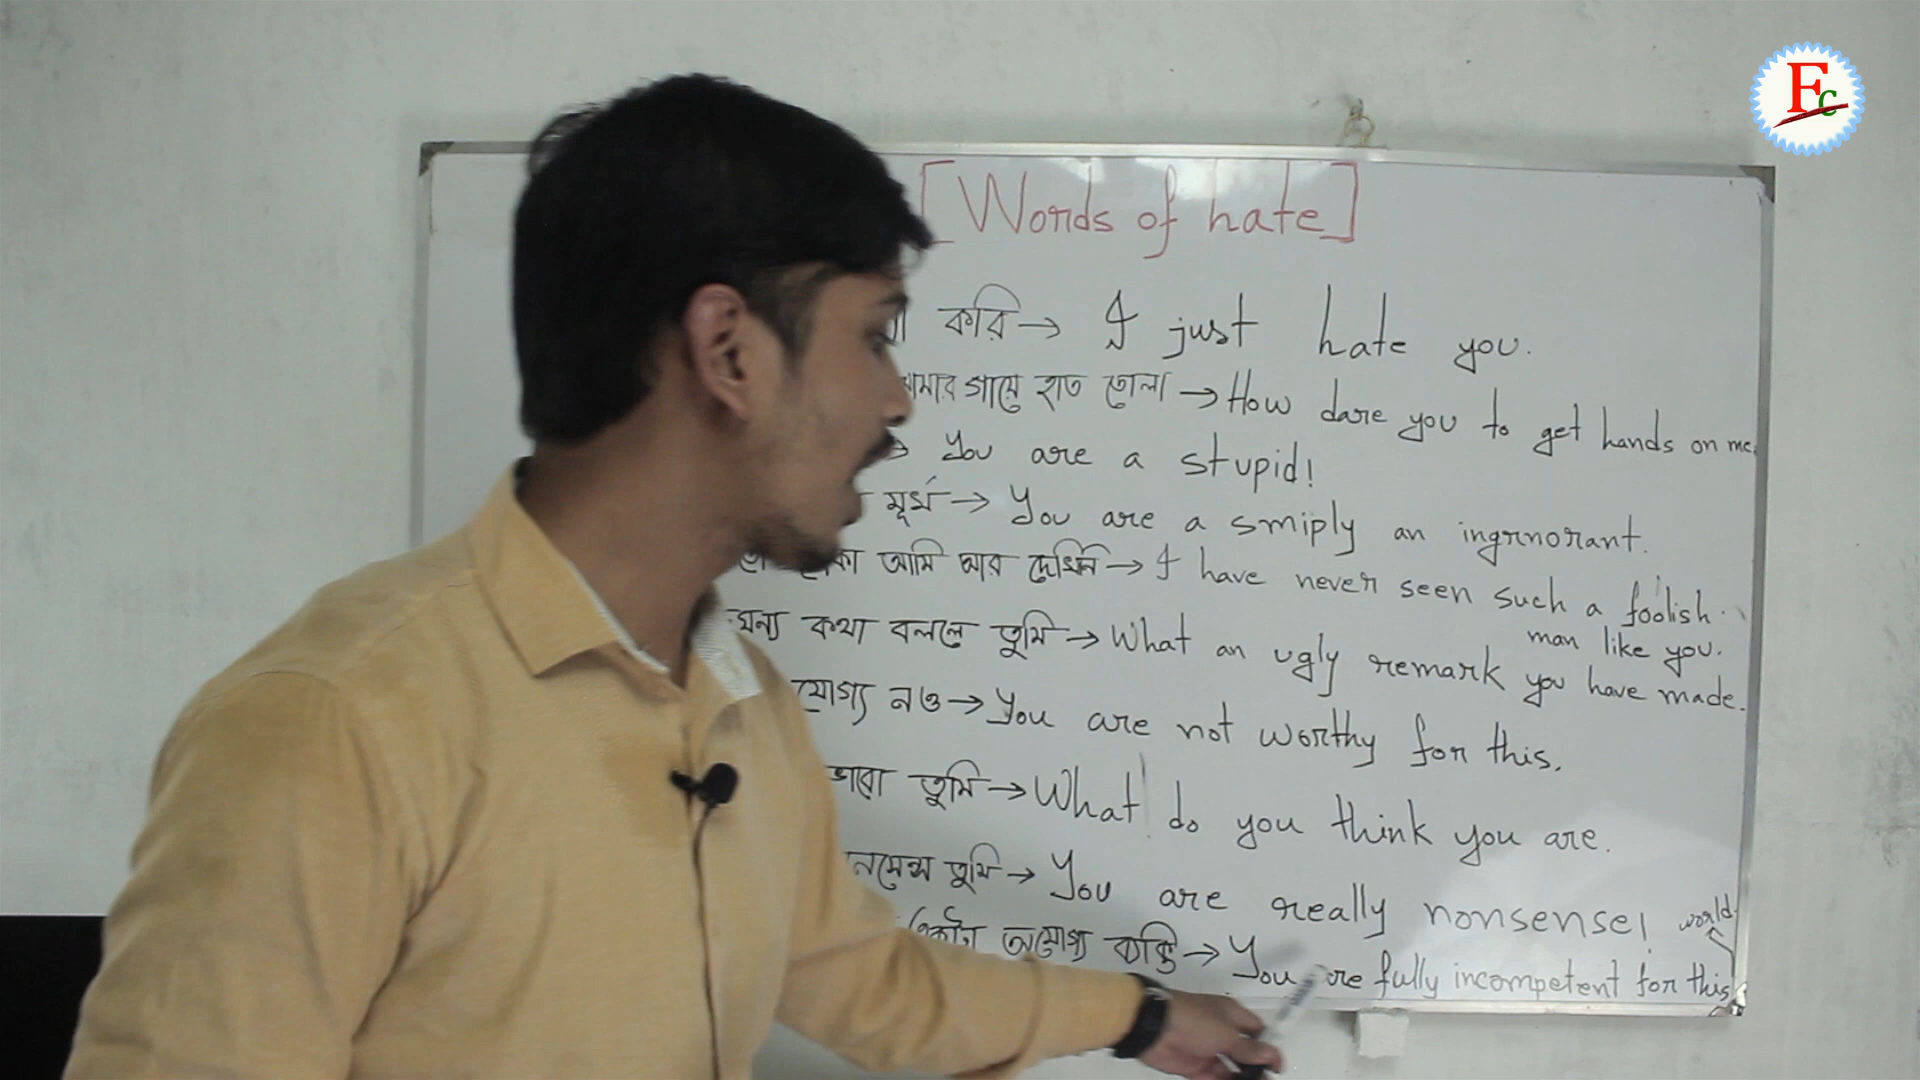 Fc
[Words of hate]
করি → I just hate you.
আমার গায়ে হাত তোলা → How dare you to get hands on me.
→ You are a stupid!
মূর্খ → You are a smiply an ingrnorant.
আমি আর দেখিনি → I have never seen such a foolish.
man like you.
কথা বললে তুমি → What an ugly remark you have made.
যোগ্য নও → You are not worthy for this.
তুমি → What do you think you are.
তুমি → You are really nonsense!
world.
একটা অযোগ্য ব্যক্তি → You are fully incompetent for this